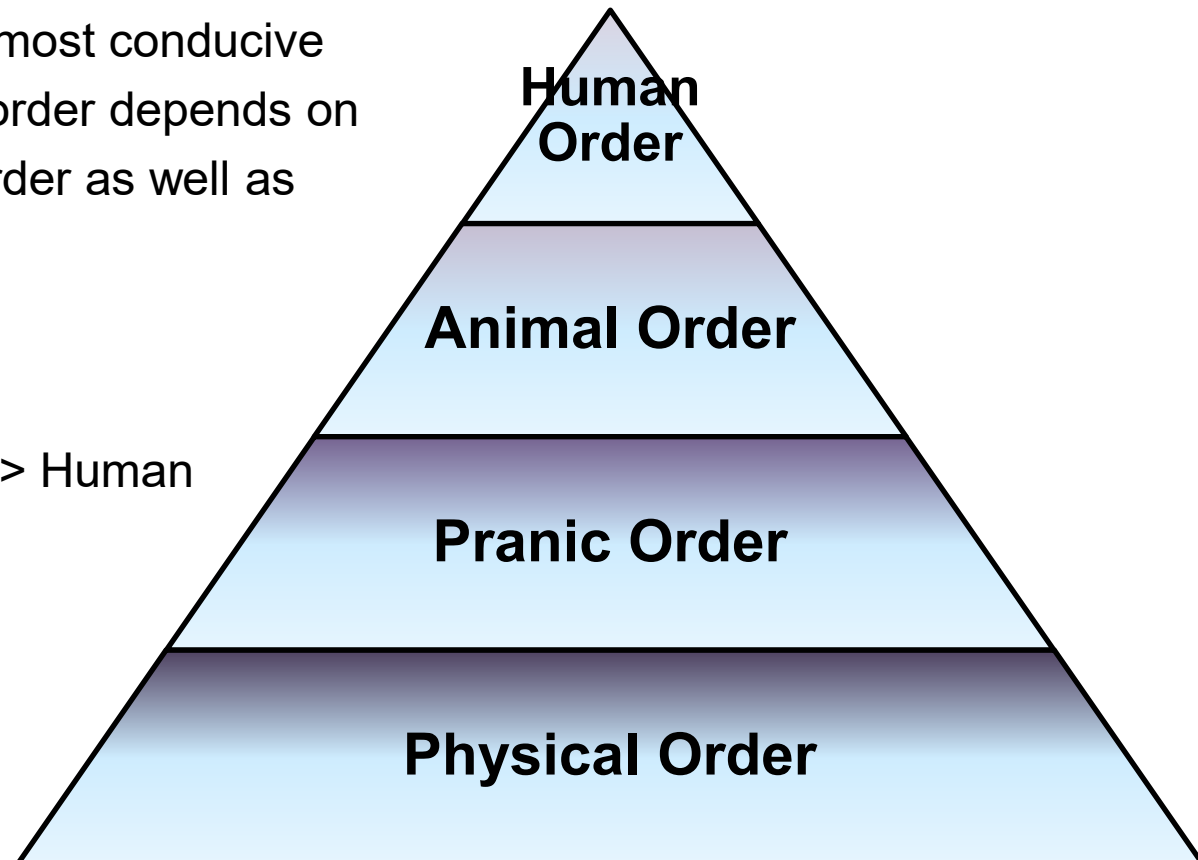 most conducive
order depends on
rder as well as
> Human
Human
Order
Animal Order
Pranic Order
Physical Order